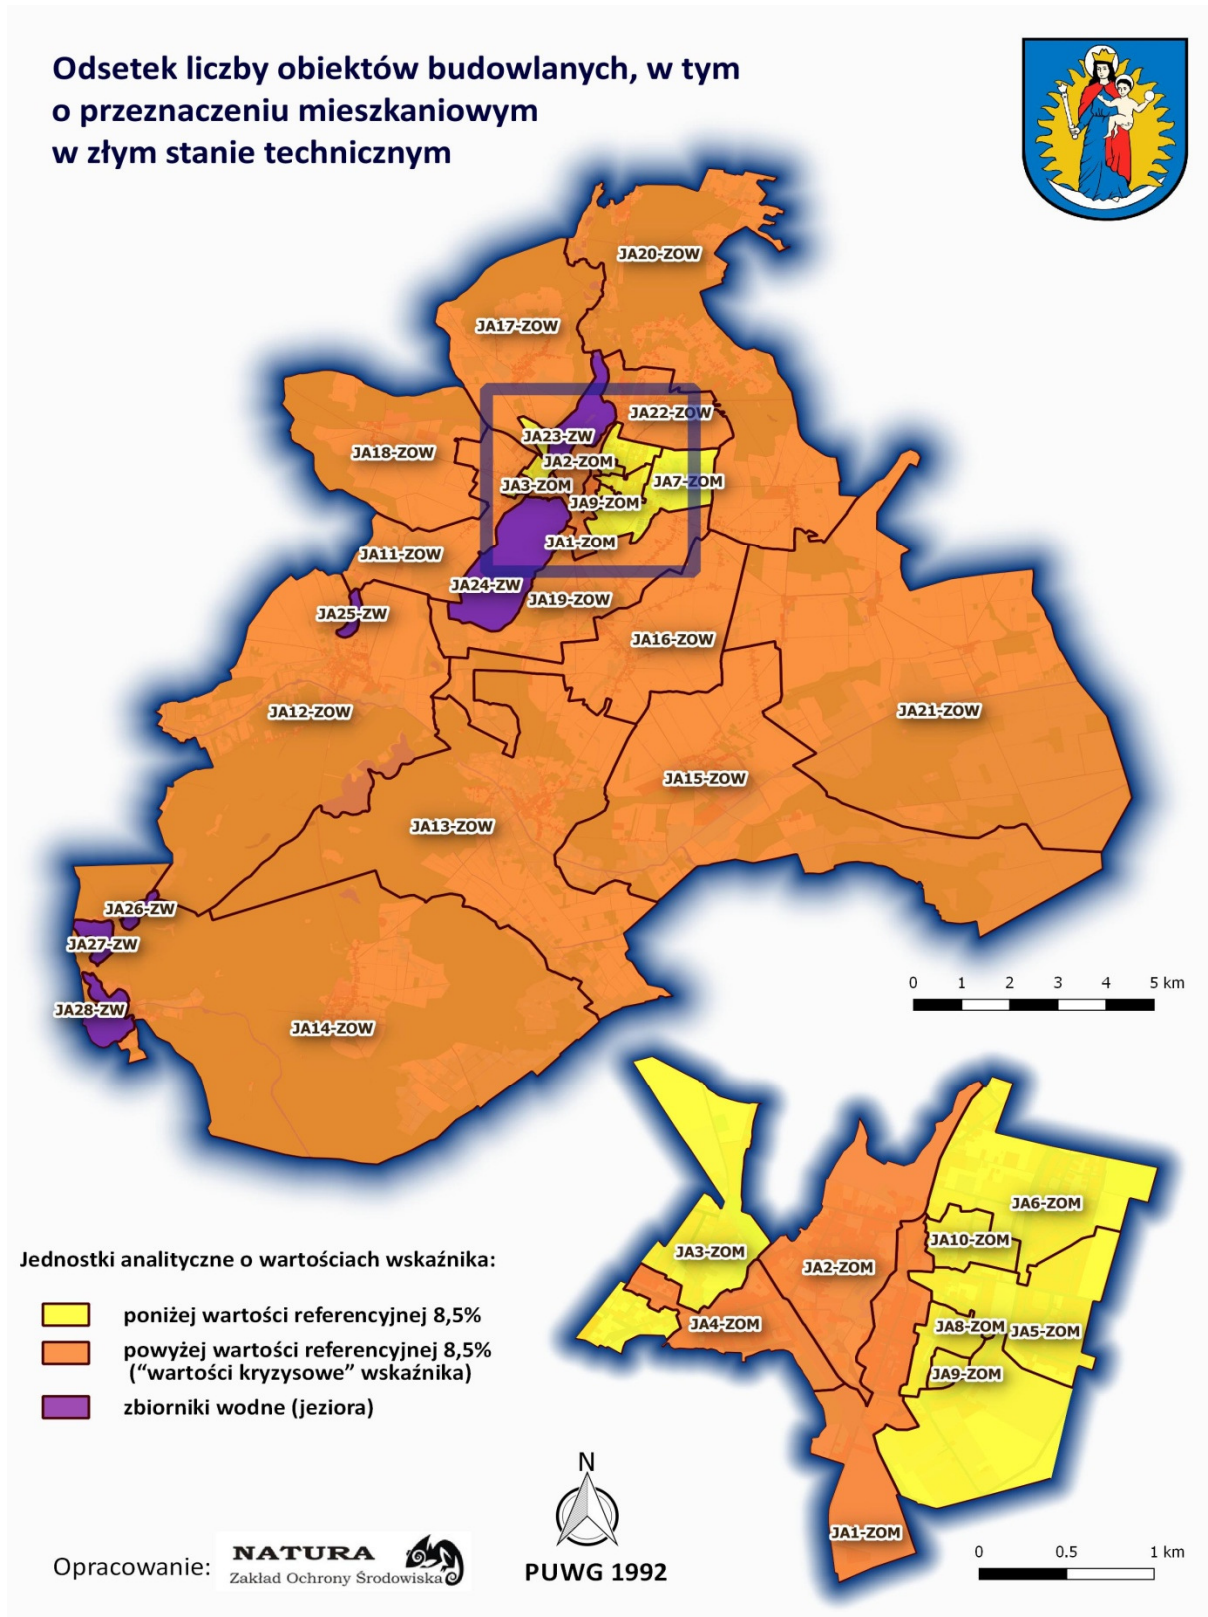 Odsetek liczby obiektów budowlanych, w tym
o przeznaczeniu mieszkaniowym
w złym stanie technicznym
JA20-ZOW
JA17-ZOW
JA22-ZOW
JA23-ZW
JA18-ZOW
JA2-ZOM
JA7-ZOM
JA3-ZOM
JA9-ZOM
JA1-ZOM
JA11-ZOW
JA24-ZW
JA19-ZOW
JA25-ZW
JA16-ZOW
JA12-ZOW
JA21-ZOW
JA15-ZOW
JA13-ZOW
JA26-ZW
JA27-ZW
JA28-ZW
JA14-ZOW
0 1 2 3 4 5 km
JA6-ZOM
JA10-ZOM
JA3-ZOM
JA2-ZOM
JA4-ZOM
JA8-ZOM
JA5-ZOM
JA9-ZOM
JA1-ZOM
Jednostki analityczne o wartościach wskaźnika:
poniżej wartości referencyjnej 8,5%
powyżej wartości referencyjnej 8,5%
(“wartości kryzysowe” wskaźnika)
zbiorniki wodne (jeziora)
N
PUWG 1992
0 0.5 1 km
Opracowanie:
NATURA
Zakład Ochrony Środowiska